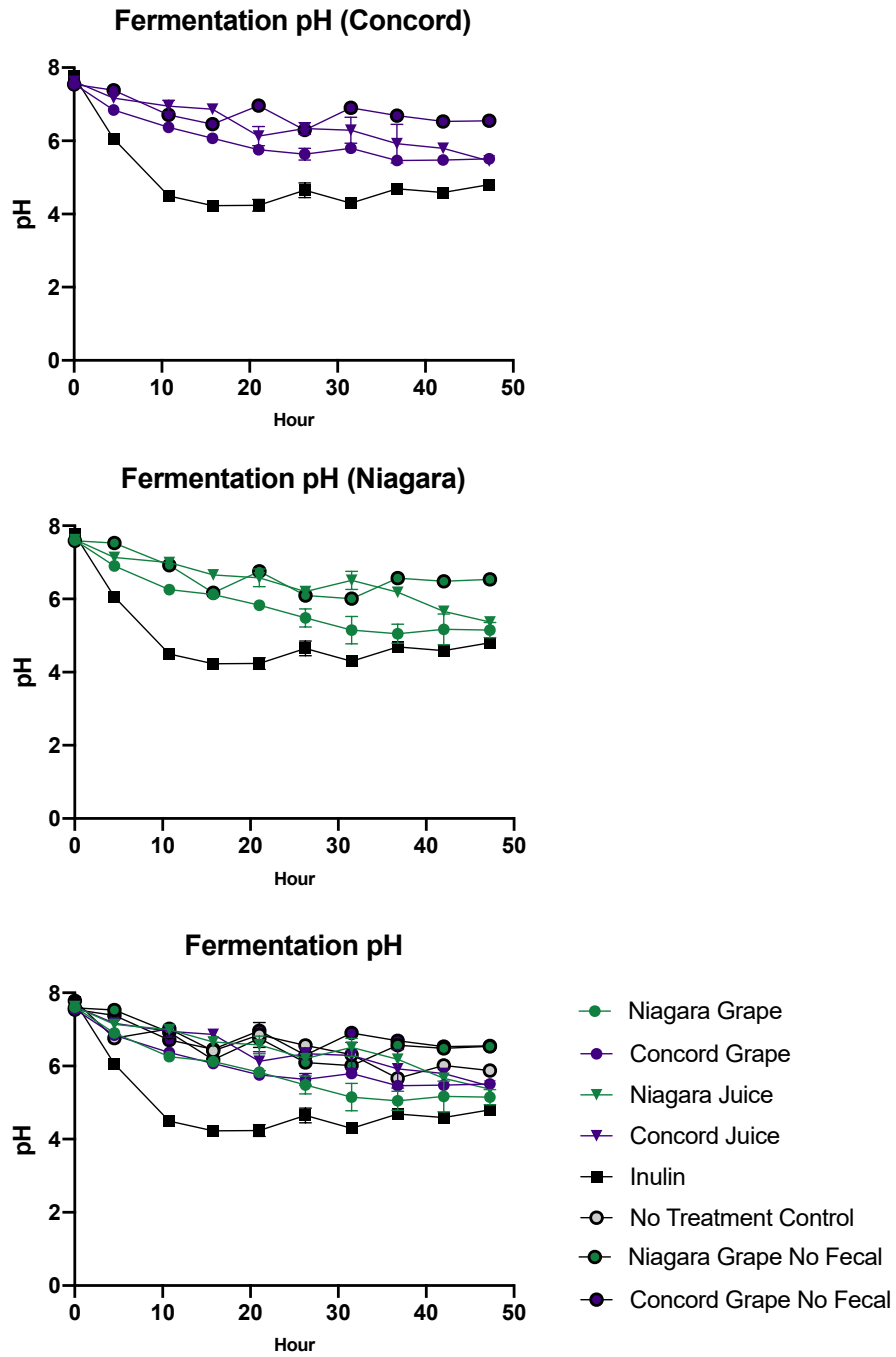 Fermentation pH (Concord)
8
6
4
2
0
pH
0 10 20 30 40 50
Hour
Fermentation pH (Niagara)
8
6
4
2
0
pH
0 10 20 30 40 50
Hour
Fermentation pH
8
6
4
2
0
pH
0 10 20 30 40 50
Hour
Niagara Grape
Concord Grape
Niagara Juice
Concord Juice
Inulin
No Treatment Control
Niagara Grape No Fecal
Concord Grape No Fecal